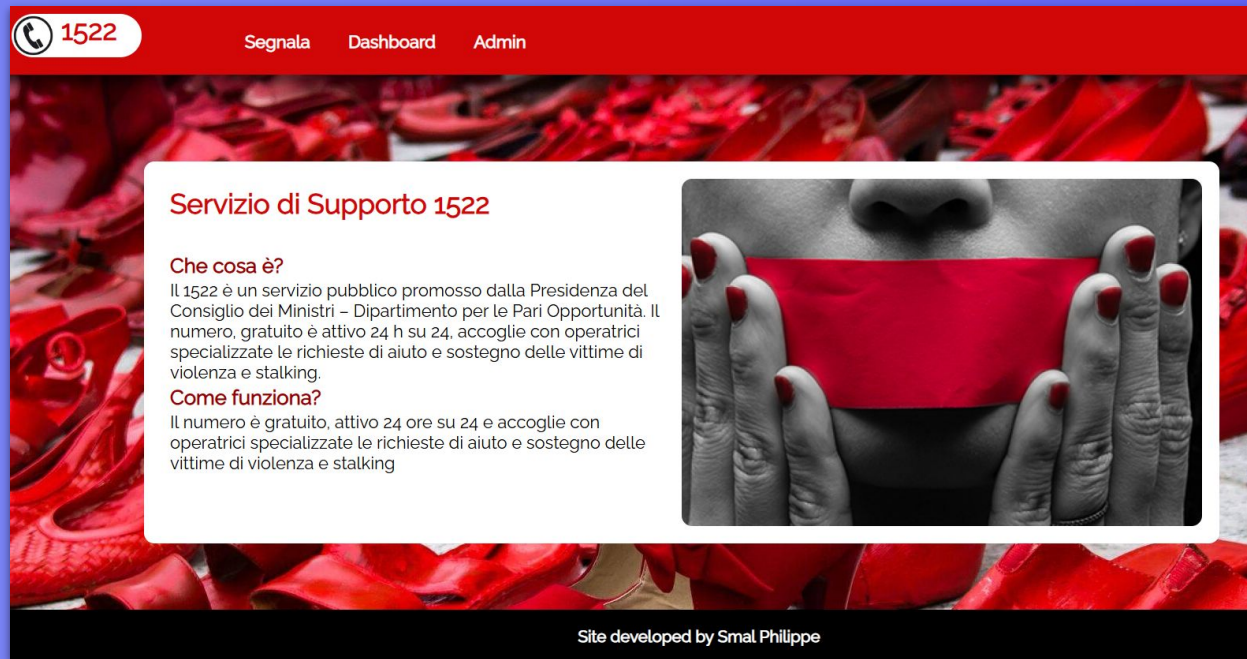 1522
Segnala Dashboard Admin
Servizio di Supporto 1522
Che cosa è?
Il 1522 è un servizio pubblico promosso dalla Presidenza del
Consiglio dei Ministri – Dipartimento per le Pari Opportunità. Il
numero, gratuito è attivo 24 h su 24, accoglie con operatrici
specializzate le richieste di aiuto e sostegno delle vittime di
violenza e stalking.
Come funziona?
Il numero è gratuito, attivo 24 ore su 24 e accoglie con
operatrici specializzate le richieste di aiuto e sostegno delle
vittime di violenza e stalking
Site developed by Smal Philippe